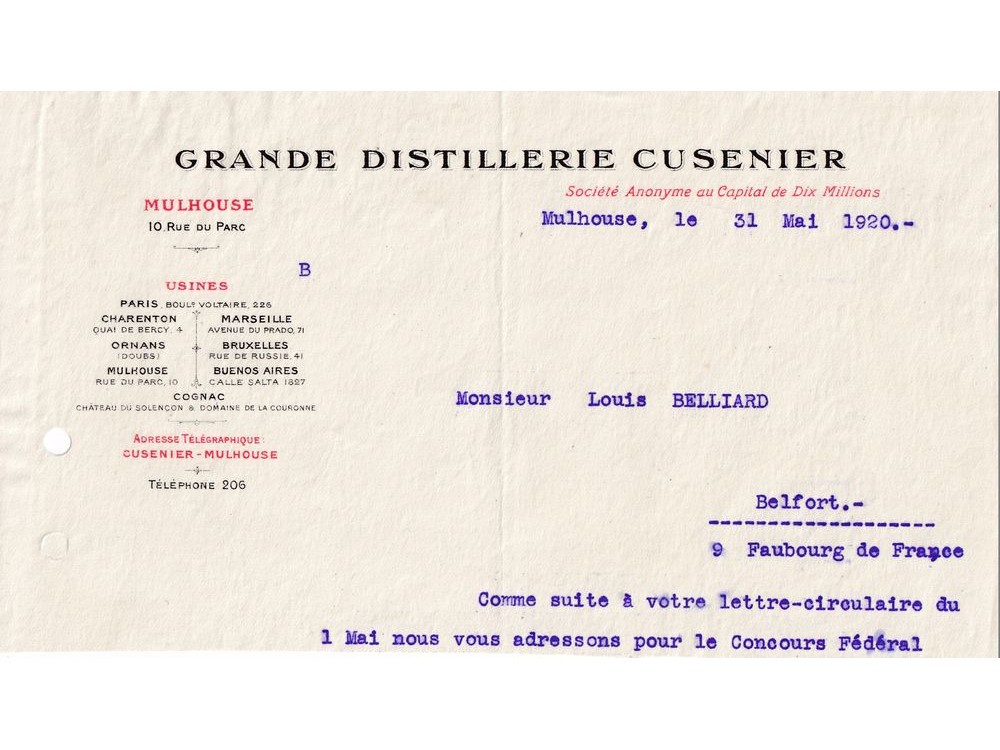 GRANDE DISTILLERIE CUSENIER
Société Anonyme au Capital de Dix Millions
MULHOUSE
10, RUE DU PARC
Mulhouse, le 31 Mai 1920.-
B
USINES
PARIS, BOULD VOLTAIRE, 226
CHARENTON
QUAI DE BERCY, 4
MARSEILLE
AVENUE DU PRADO, 71
ORNANS
(DOUBS)
BRUXELLES
RUE DE RUSSIE, 41
MULHOUSE
RUE DU PARC, 10
BUENOS AIRES
CALLE SALTA 1827
COGNAC
CHÂTEAU DU SOLENÇON & DOMAINE DE LA COURONNE
ADRESSE TÉLÉGRAPHIQUE:
CUSENIER-MULHOUSE
TÉLÉPHONE 206
Monsieur Louis BELLIARD
Belfort.-
9 Faubourg de France
Comme suite à votre lettre-circulaire du
1 Mai nous vous adressons pour le Concours Fédéral